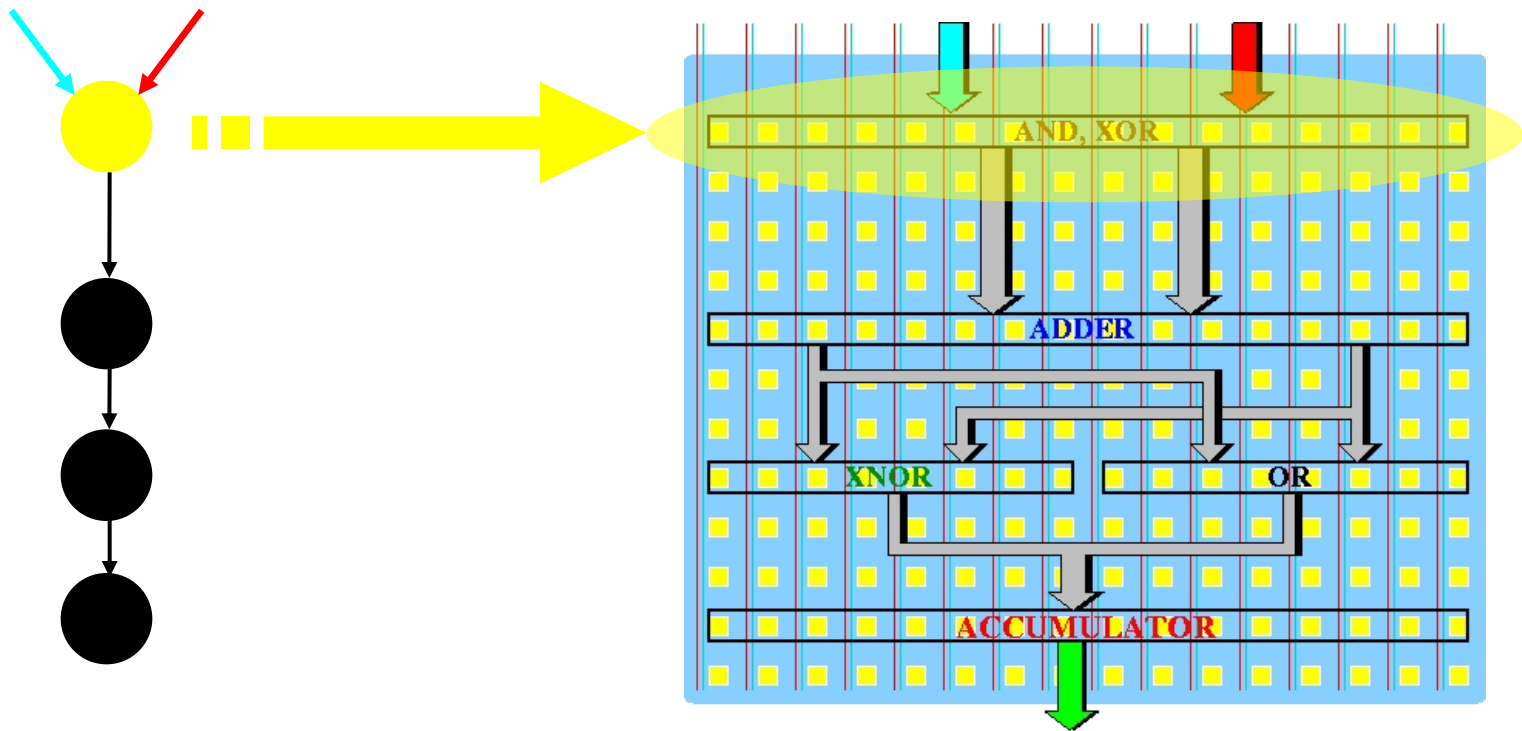 AND, XOR
ADDER
XNOR
OR
ACCUMULATOR